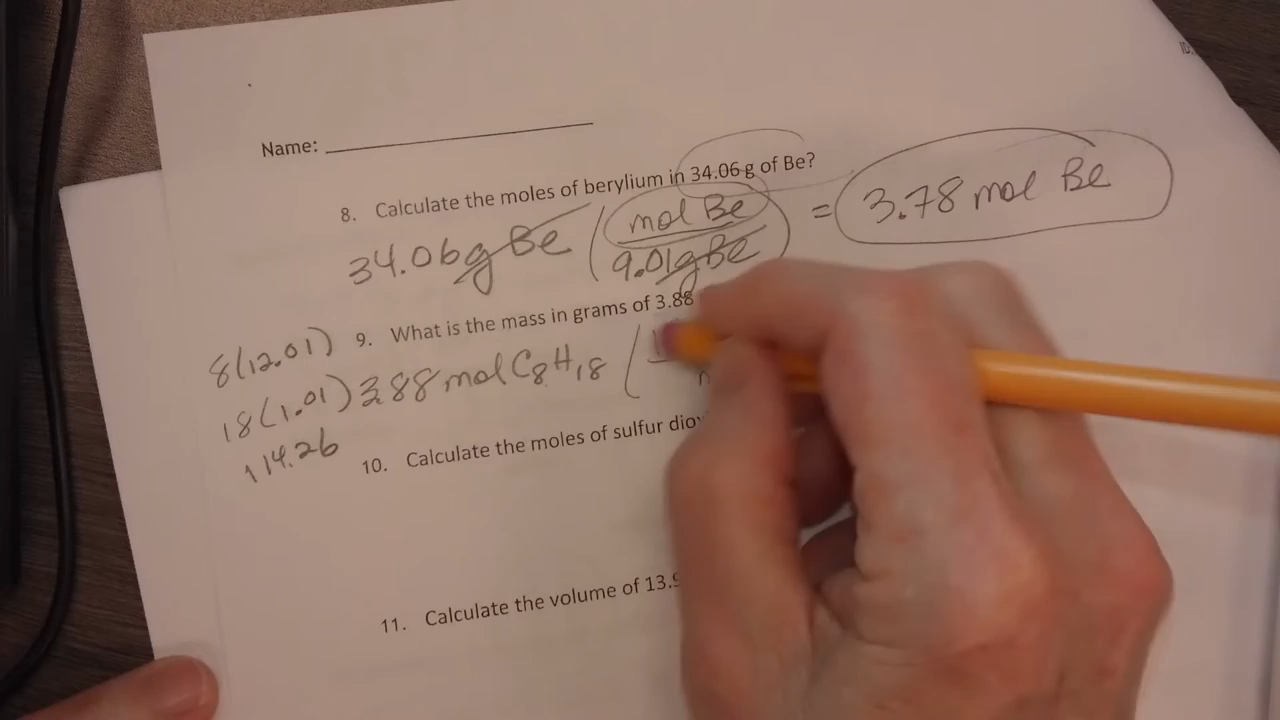 Name:
8. Calculate the moles of berylium in 34.06 g of Be?
34.06 g Be ( mol Be / 9.01 g Be ) = 3.78 mol Be
9. What is the mass in grams of 3.88
8(12.01)
18(1.01) 3.88 mol C8H18 (
114.26
10. Calculate the moles of sulfur
11. Calculate the volume of